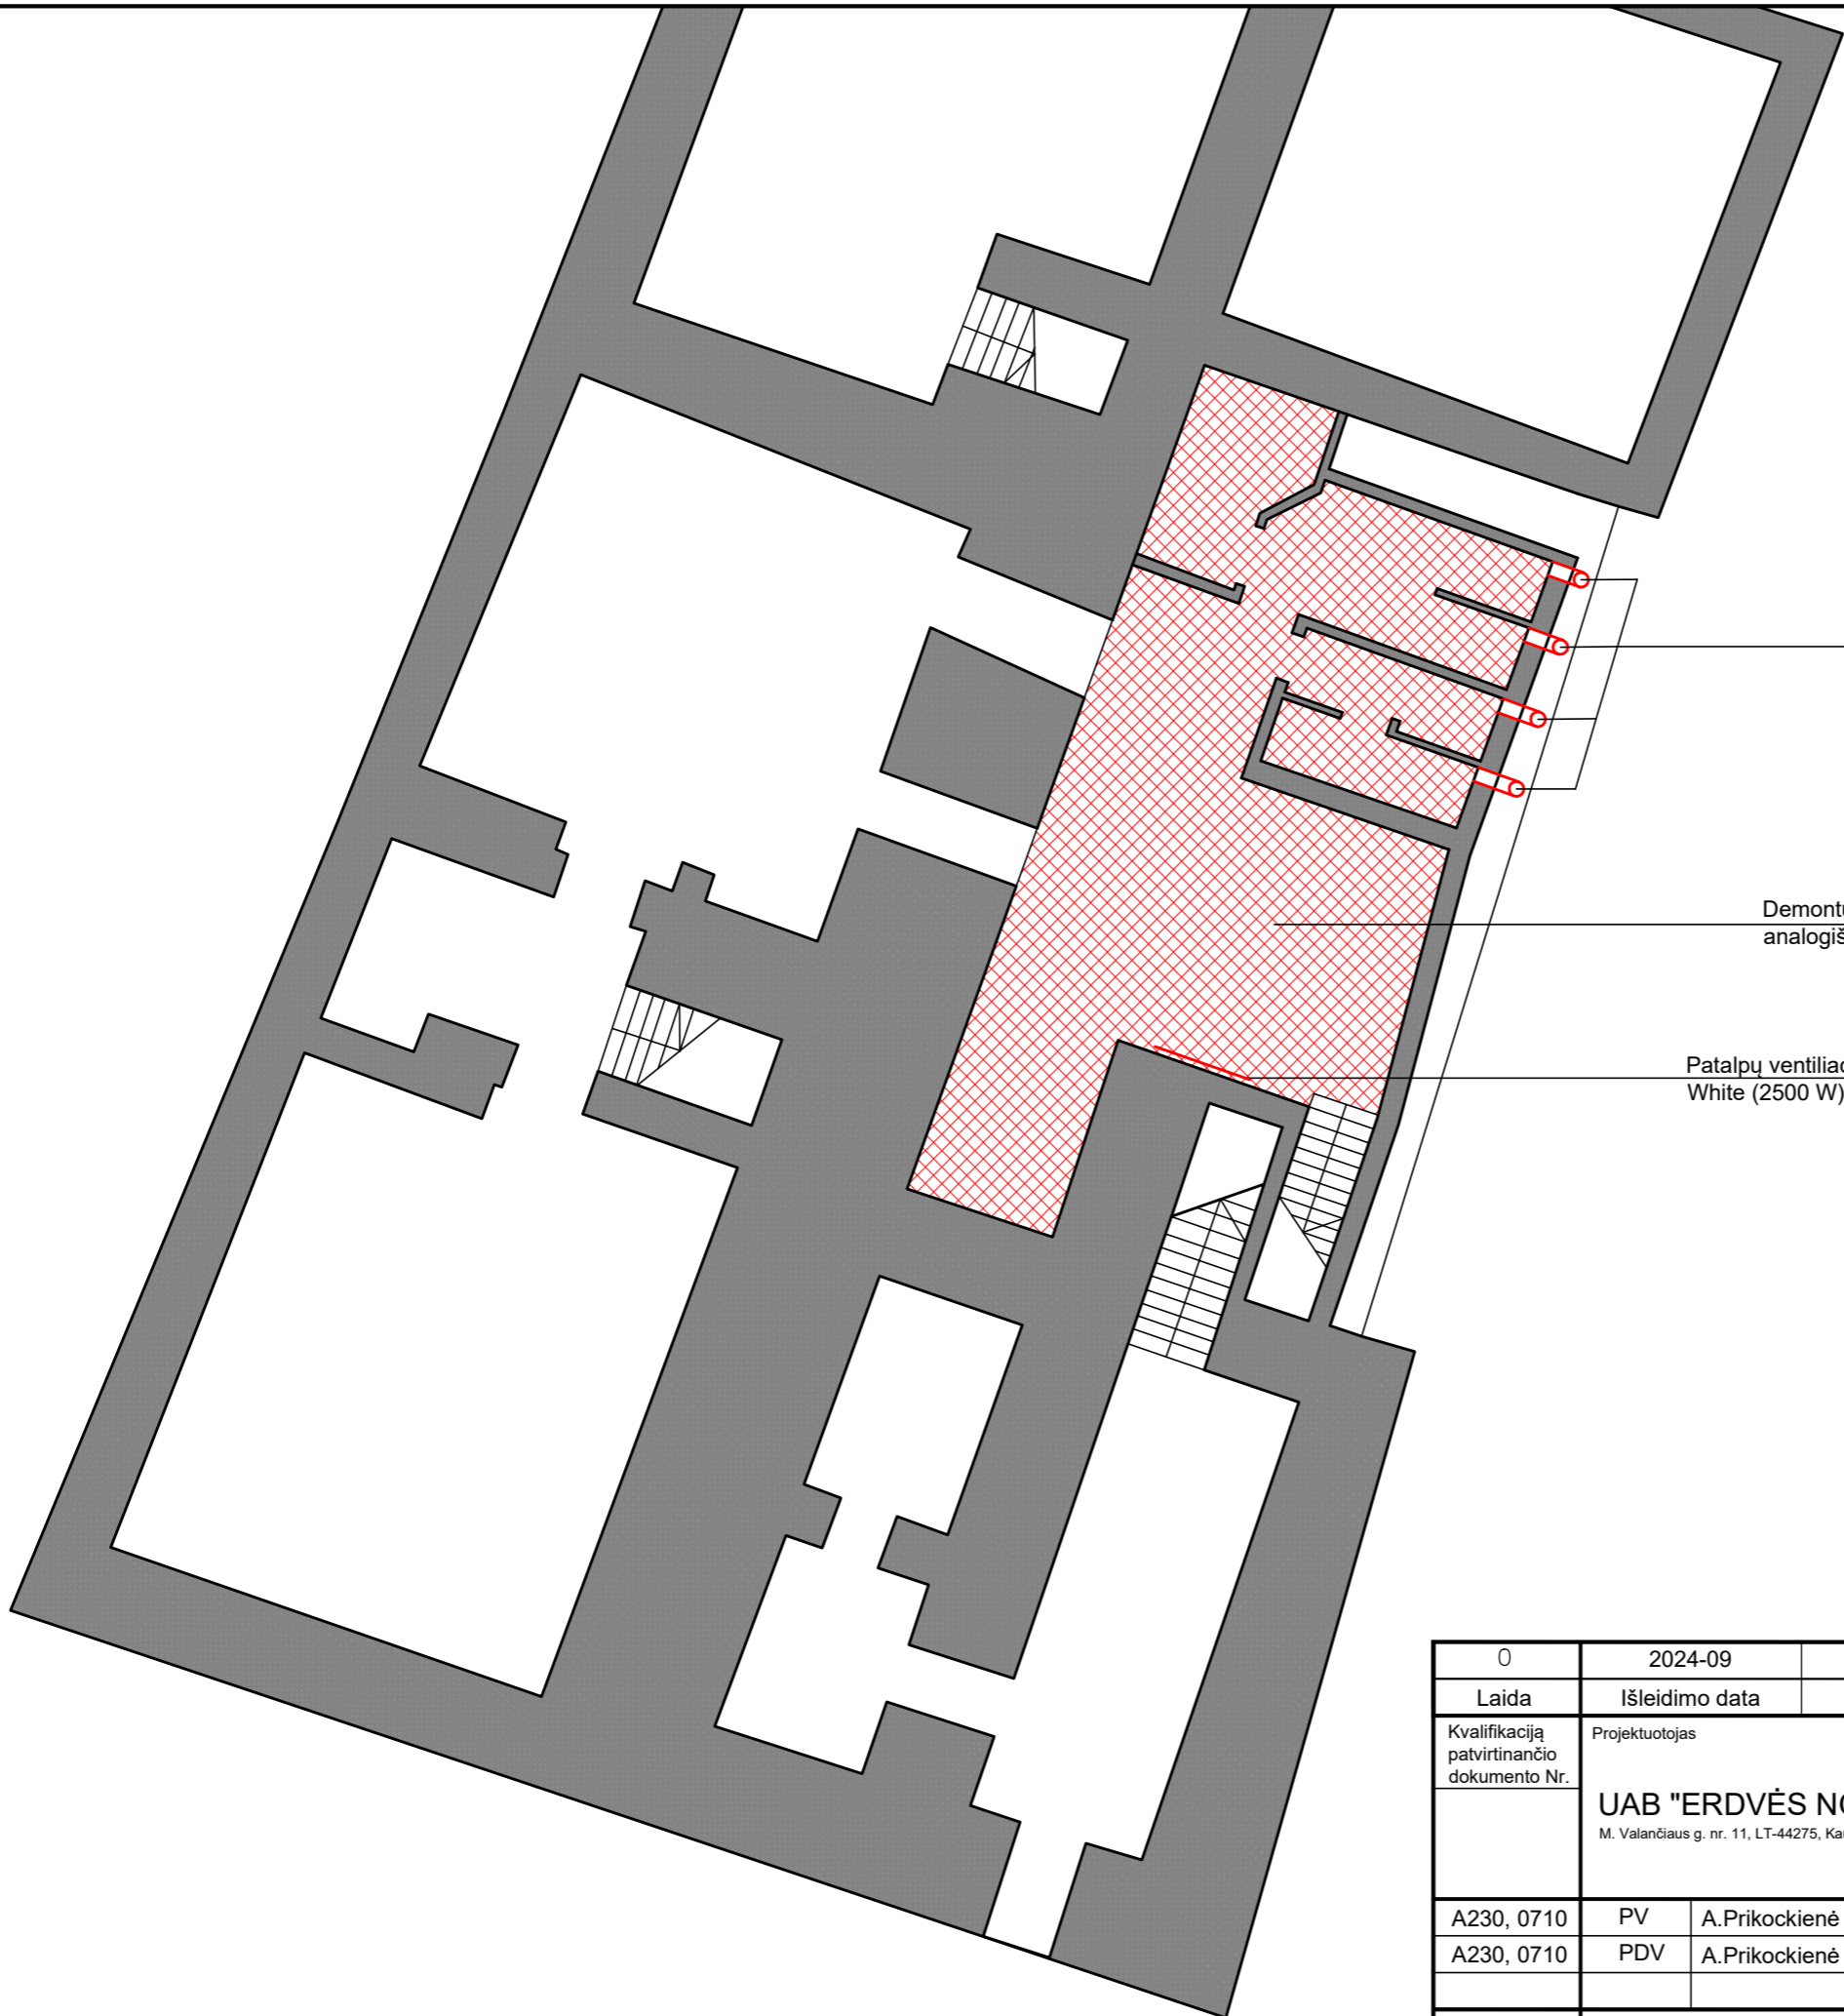 Demont
analogiš
Patalpų ventilia
White (2500 W)
0 2024-09
Laida Išleidimo data
Kvalifikaciją
patvirtinančio
dokumento Nr.
Projektuotojas
UAB "ERDVĖS N
M. Valančiaus g. nr. 11, LT-44275, Ka
A230, 0710 PV A.Prikockienė
A230, 0710 PDV A.Prikockienė